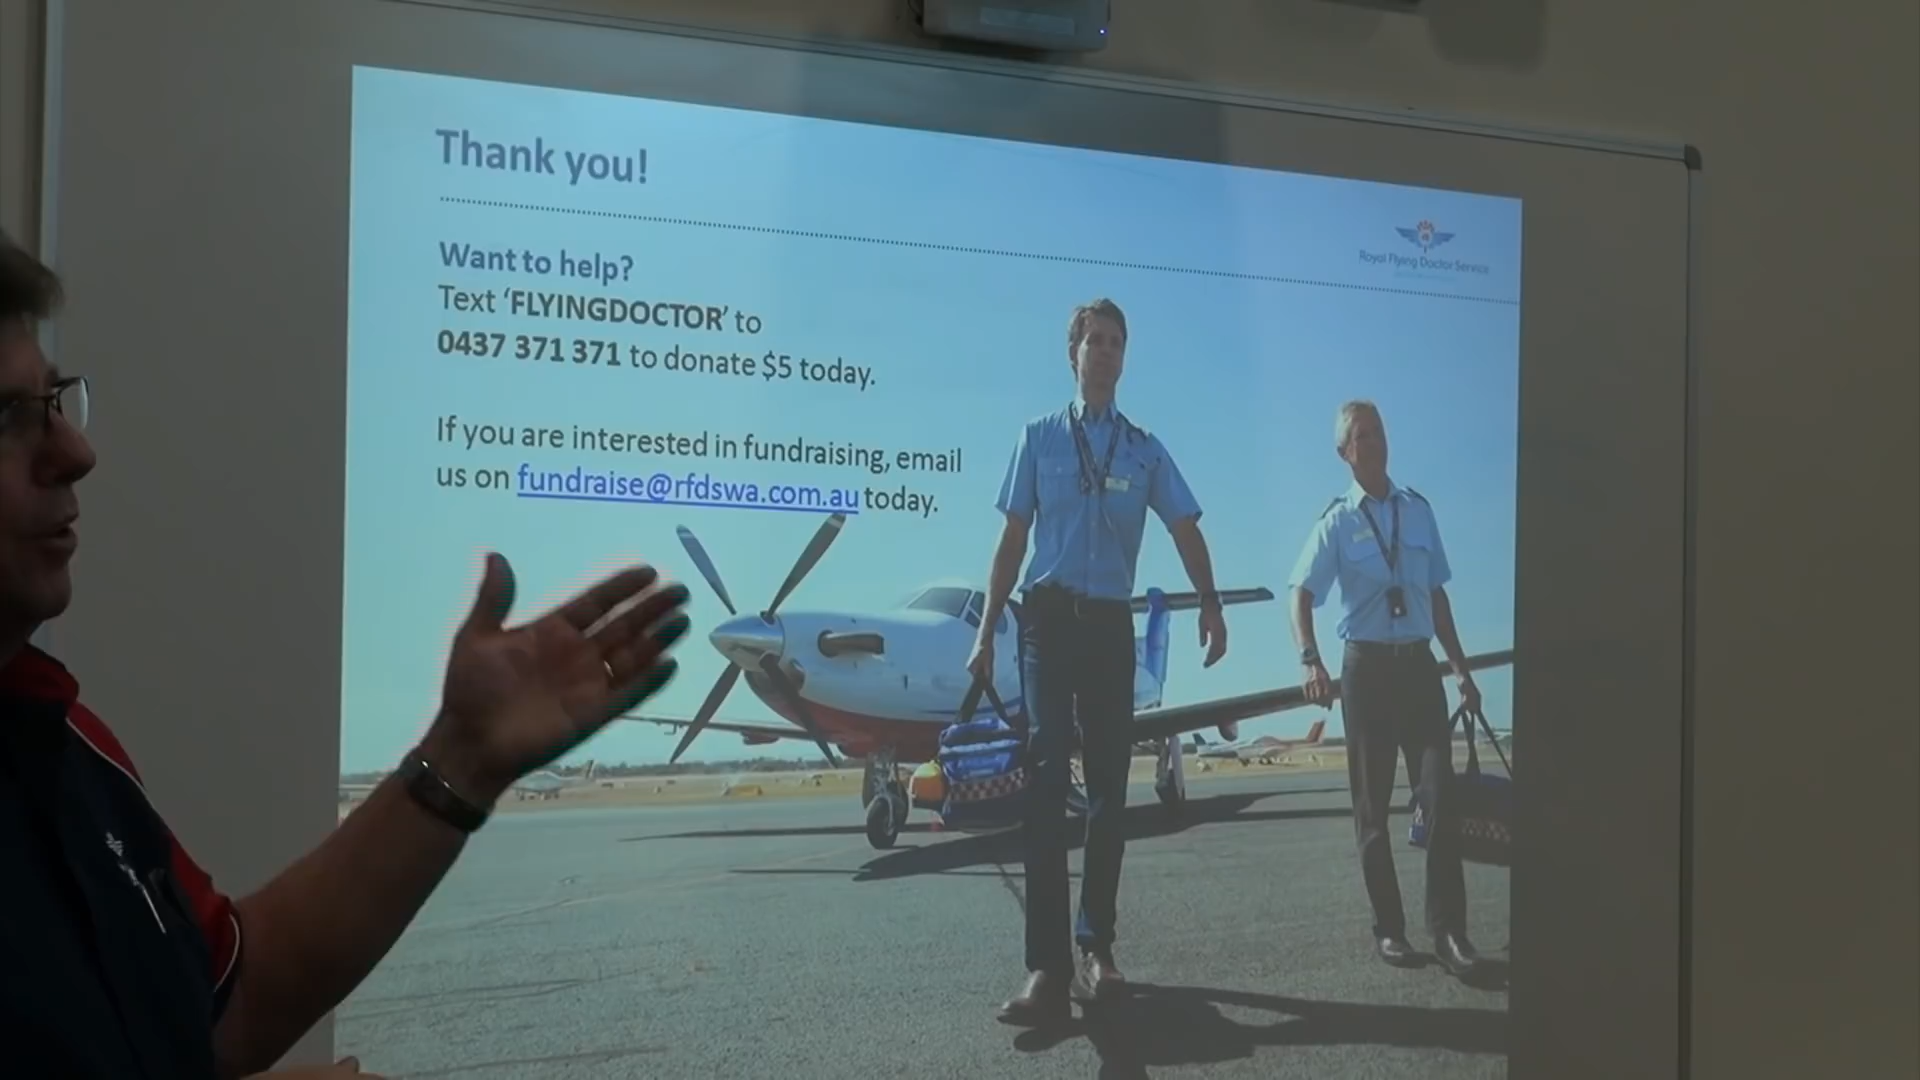 Thank you!
Royal Flying Doctor Service
Want to help?
Text ‘FLYINGDOCTOR’ to
0437 371 371 to donate $5 today.
If you are interested in fundraising, email
us on fundraise@rfdswa.com.au today.